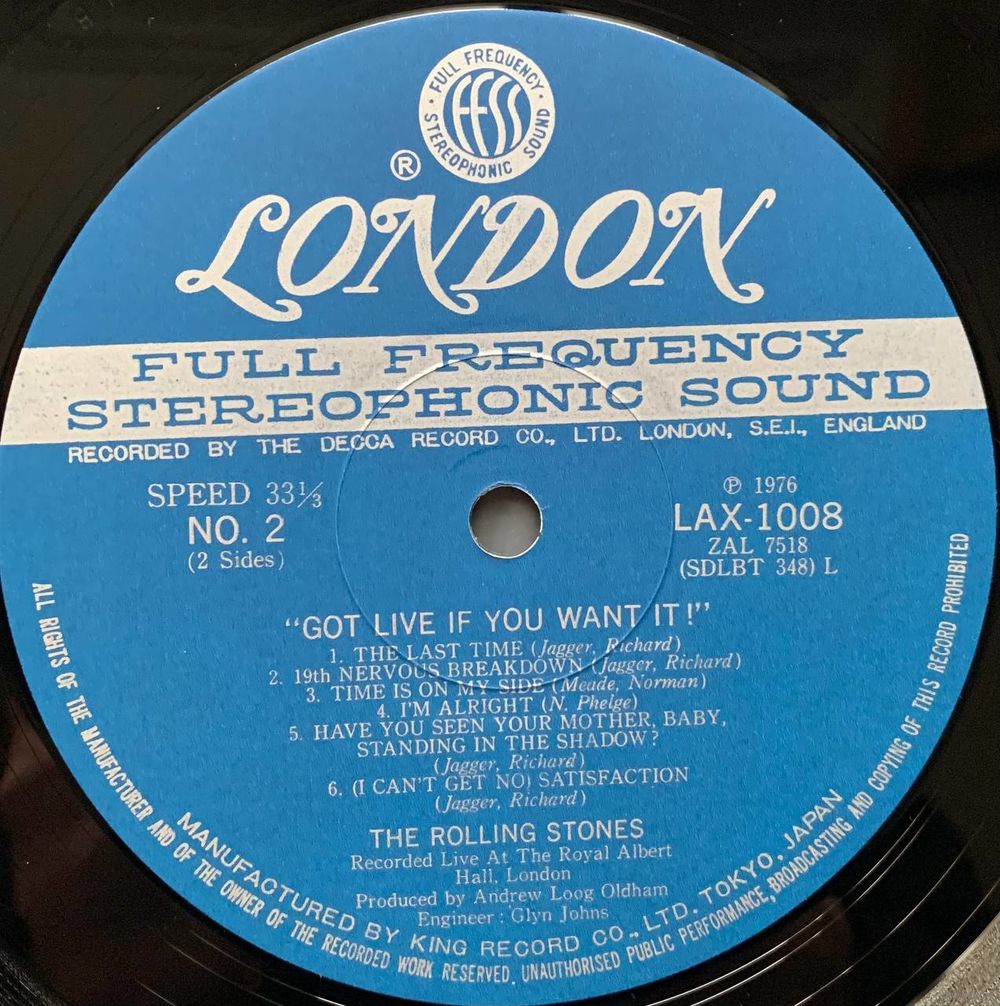 FULL FREQUENCY
STEREOPHONIC SOUND
FFSS
®
LONDON
FULL FREQUENCY
STEREOPHONIC SOUND
RECORDED BY THE DECCA RECORD CO., LTD. LONDON, S.E.I., ENGLAND
SPEED 33⅓
NO. 2
(2 Sides)
℗ 1976
LAX-1008
ZAL 7518
(SDLBT 348) L
"GOT LIVE IF YOU WANT IT!"
1. THE LAST TIME (Jagger, Richard)
2. 19th NERVOUS BREAKDOWN (Jagger, Richard)
3. TIME IS ON MY SIDE (Meade, Norman)
4. I'M ALRIGHT (N. Phelge)
5. HAVE YOU SEEN YOUR MOTHER, BABY,
STANDING IN THE SHADOW?
(Jagger, Richard)
6. (I CAN'T GET NO) SATISFACTION
(Jagger, Richard)
THE ROLLING STONES
Recorded Live At The Royal Albert
Hall, London
Produced by Andrew Loog Oldham
Engineer : Glyn Johns
MANUFACTURED BY KING RECORD CO., LTD. TOKYO, JAPAN
ALL RIGHTS OF THE MANUFACTURER AND OF THE OWNER OF THE RECORDED WORK RESERVED. UNAUTHORISED PUBLIC PERFORMANCE, BROADCASTING AND COPYING OF THIS RECORD PROHIBITED